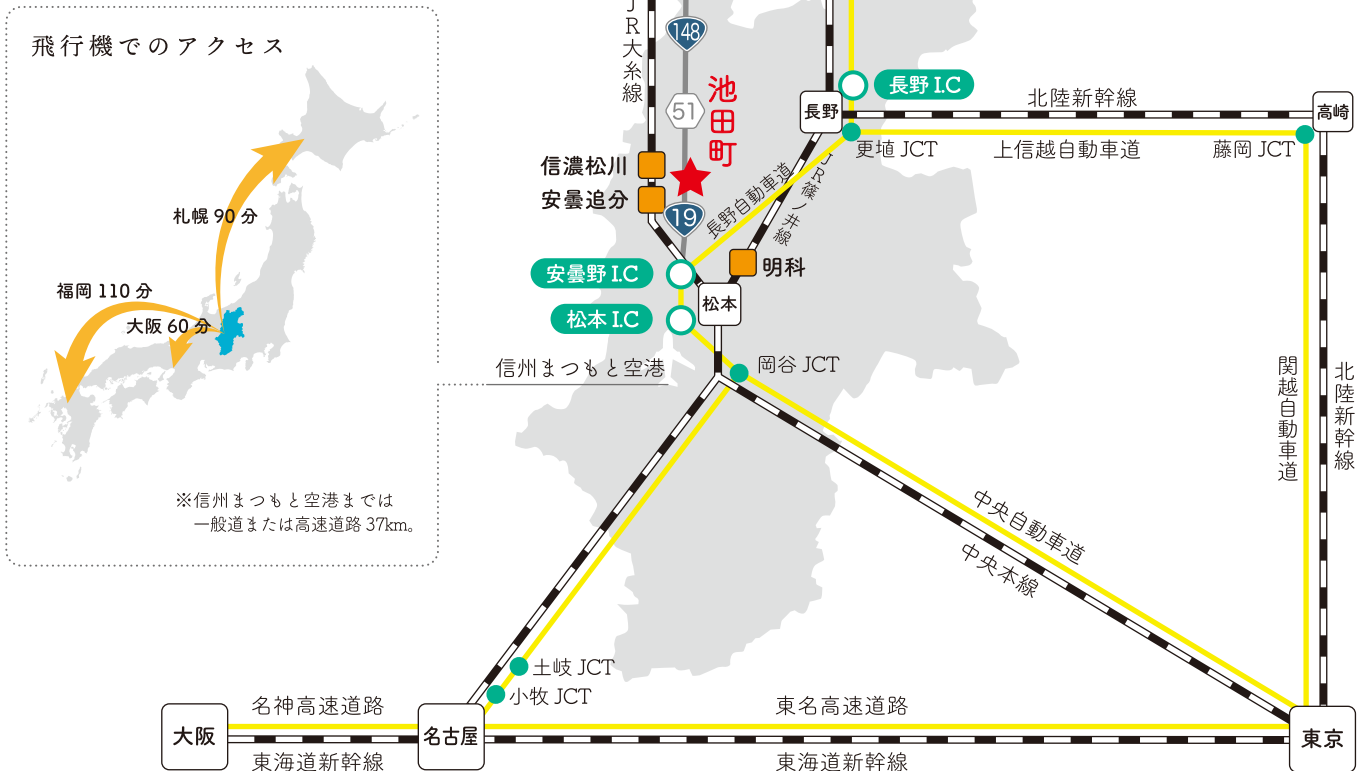 飛行機でのアクセス
札幌 90 分
福岡 110 分
大阪 60 分
※信州まつもと空港までは
一般道または高速道路 37km。
JR大糸線
148
51
池田町
信濃松川
安曇追分
19
長野自動車道
JR篠ノ井線
長野 I.C
長野
北陸新幹線
高崎
更埴 JCT
上信越自動車道
藤岡 JCT
安曇野 I.C
明科
松本
松本 I.C
信州まつもと空港
岡谷 JCT
関越自動車道
北陸新幹線
中央自動車道
中央本線
土岐 JCT
小牧 JCT
名神高速道路
東名高速道路
大阪
名古屋
東京
東海道新幹線
東海道新幹線